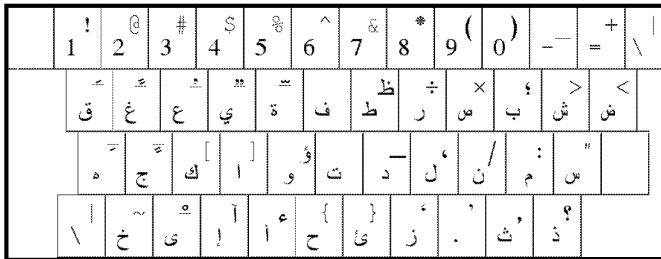 1 ! 2 @ 3 # 4 $ 5 % 6 ^ 7 & 8 * 9 ( 0 ) - _ = + \ |
ق غ ع ي ة ف ط ظ ر ÷ ص × ب ؛ ش > ض <
ه ج ك [ ا ] و ؤ ت د ـ ل ، ن / م : س "
\ | خ ~ ى ْ إ آ أ ء ح { ئ } ز ‘ . ’ ث , ذ ؟